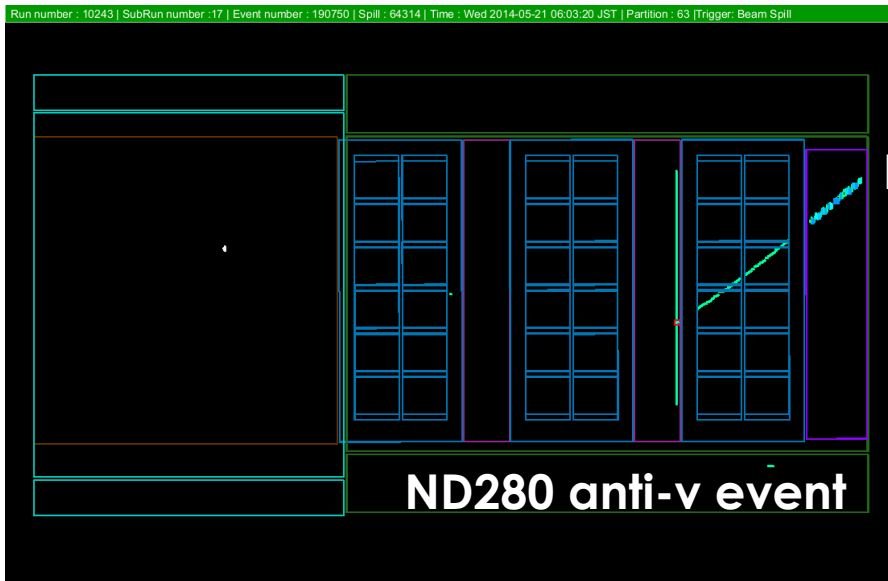 Run number : 10243 | SubRun number :17 | Event number : 190750 | Spill : 64314 | Time : Wed 2014-05-21 06:03:20 JST | Partition : 63 |Trigger: Beam Spill
ND280 anti-ν event